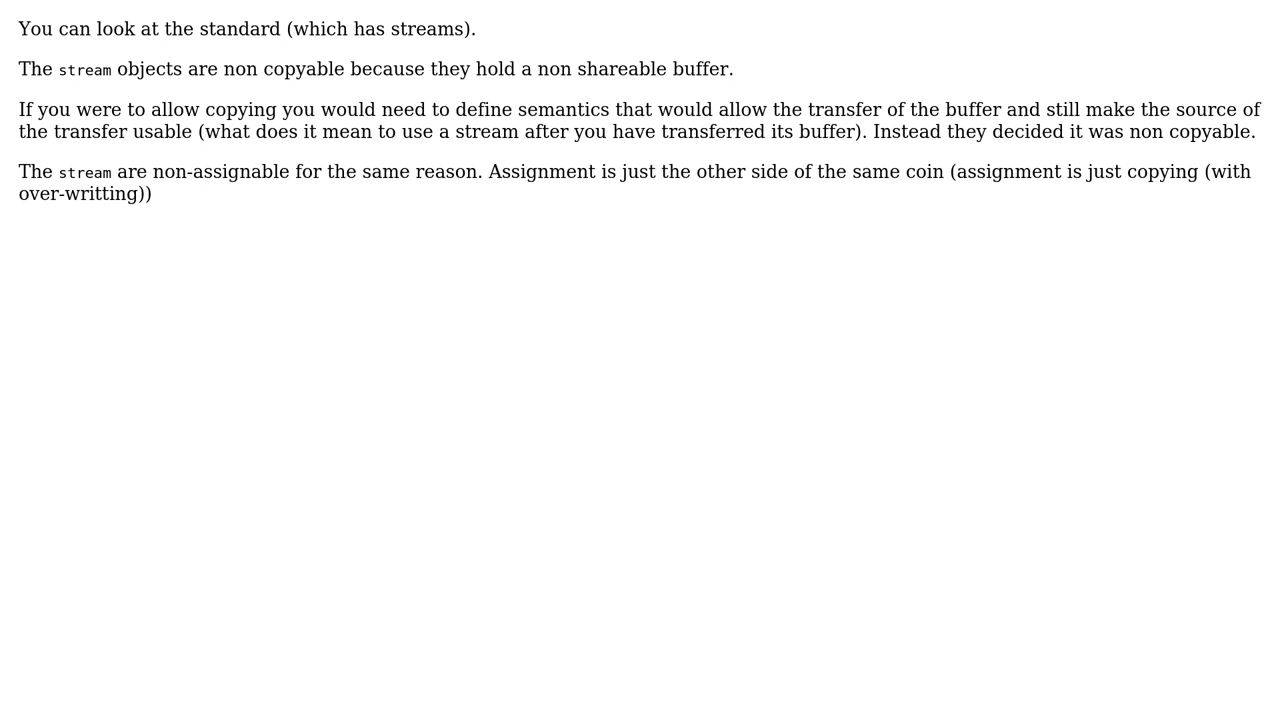 You can look at the standard (which has streams).
The stream objects are non copyable because they hold a non shareable buffer.
If you were to allow copying you would need to define semantics that would allow the transfer of the buffer and still make the source of
the transfer usable (what does it mean to use a stream after you have transferred its buffer). Instead they decided it was non copyable.
The stream are non-assignable for the same reason. Assignment is just the other side of the same coin (assignment is just copying (with
over-writting))